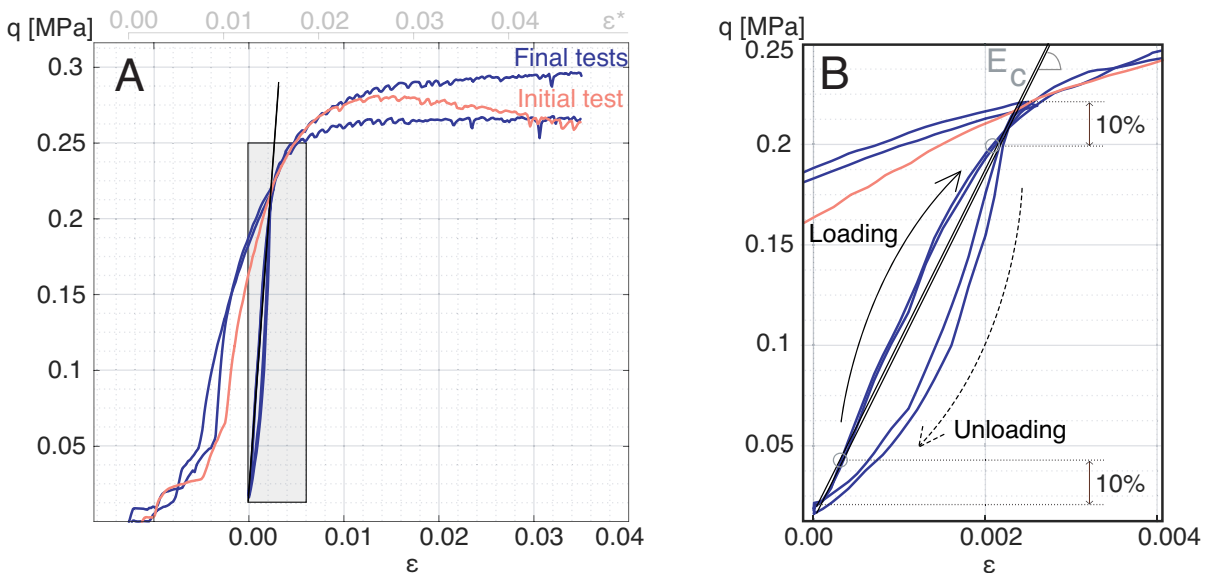 0.00 0.01 0.02 0.03 0.04 ε*
q [MPa]
A
Final tests
Initial test
0.3
0.25
0.2
0.15
0.1
0.05
0.00 0.01 0.02 0.03 0.04
ε
q [MPa]
0.25
B
E_c
10%
0.2
0.15
Loading
0.1
Unloading
0.05
10%
0.00 0.002 0.004
ε